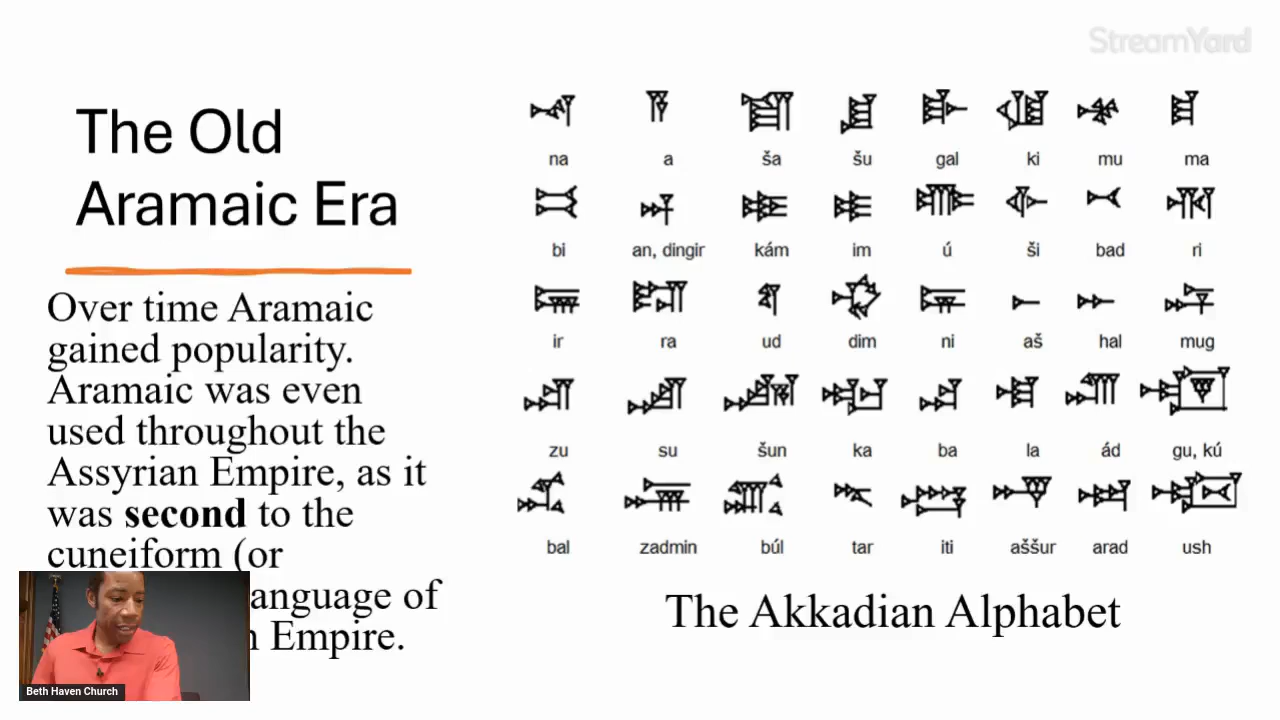 StreamYard
The Old
Aramaic Era
Over time Aramaic
gained popularity.
Aramaic was even
used throughout the
Assyrian Empire, as it
was second to the
cuneiform (or
anguage of
Empire.
Beth Haven Church
na a ša šu gal ki mu ma
bi an, dingir kám im ú ši bad ri
ir ra ud dim ni aš hal mug
zu su šun ka ba la ád gu, kú
bal zadmin búl tar iti aššur arad ush
The Akkadian Alphabet